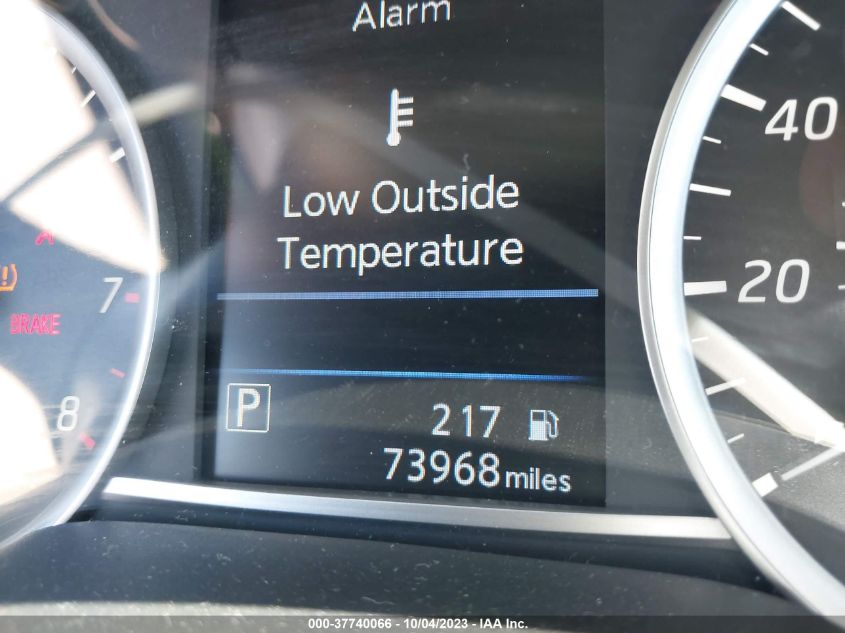 Alarm
Low Outside
Temperature
40
20
7
BRAKE
8
P
217
73968 miles
000-37740066 - 10/04/2023 - IAA Inc.